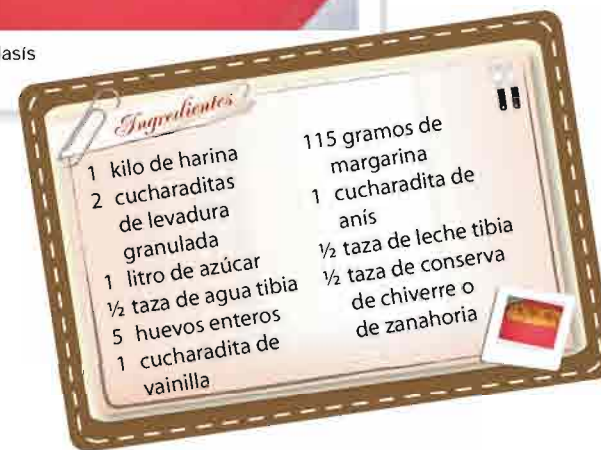 lasís
Ingredientes
1 kilo de harina
2 cucharaditas
de levadura
granulada
1 litro de azúcar
½ taza de agua tibia
5 huevos enteros
1 cucharadita de
vainilla
115 gramos de
margarina
1 cucharadita de
anís
½ taza de leche tibia
½ taza de conserva
de chiverre o
de zanahoria